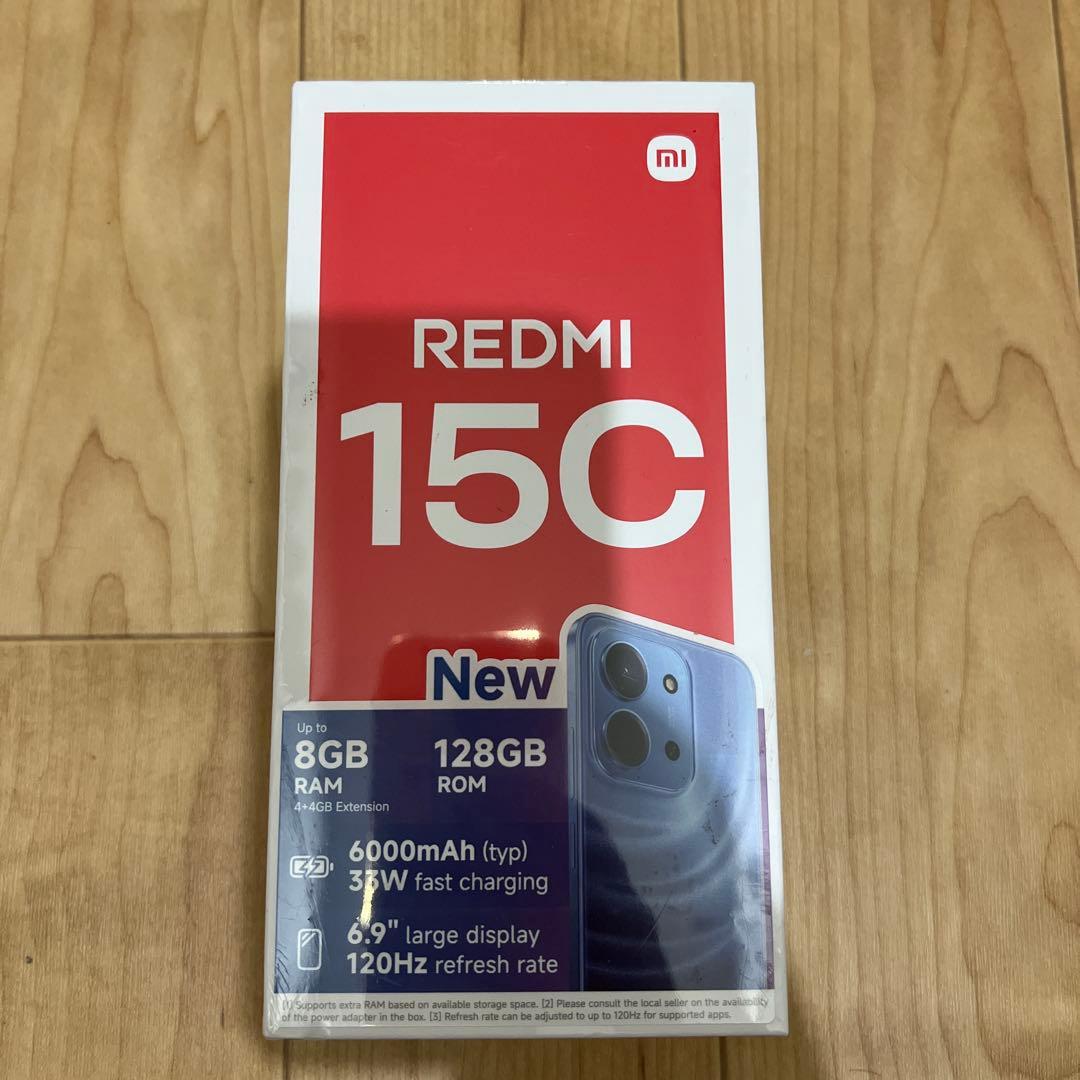 mi
REDMI
15C
New
Up to
8GB
RAM
4+4GB Extension
128GB
ROM
6000mAh (typ)
33W fast charging
6.9" large display
120Hz refresh rate
[1] Supports extra RAM based on available storage space. [2] Please consult the local seller on the availability
of the power adapter in the box. [3] Refresh rate can be adjusted to up to 120Hz for supported apps.